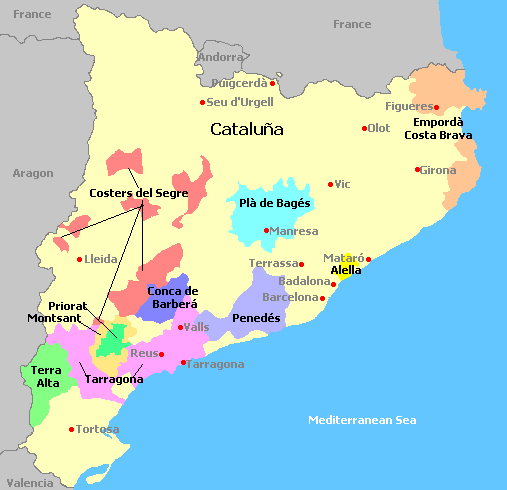 France
France
Andorra
Puigcerdà
Seu d'Urgell
Figueres
Empordà
Costa Brava
Cataluña
Olot
Aragon
Girona
Vic
Costers del Segre
Plà de Bagés
Manresa
Lleida
Terrassa
Mataró
Alella
Badalona
Conca de
Barberá
Barcelona
Priorat
Montsant
Penedés
Valls
Reus
Tarragona
Terra
Alta
Tarragona
Mediterranean Sea
Tortosa
Valencia